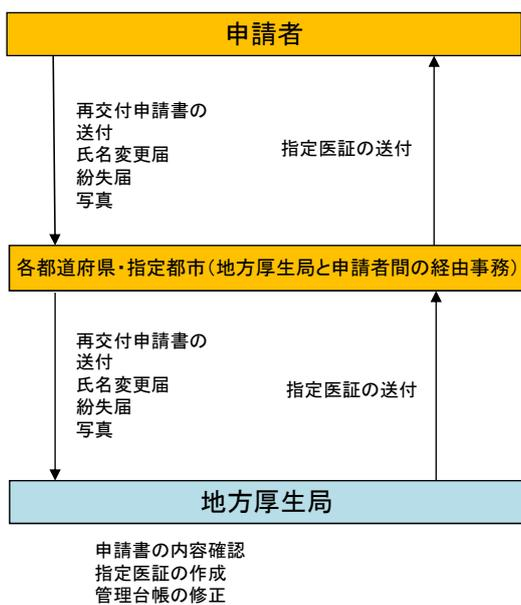 申請者
再交付申請書の
送付
氏名変更届
紛失届
写真
指定医証の送付
各都道府県・指定都市(地方厚生局と申請者間の経由事務)
再交付申請書の
送付
氏名変更届
紛失届
写真
指定医証の送付
地方厚生局
申請書の内容確認
指定医証の作成
管理台帳の修正